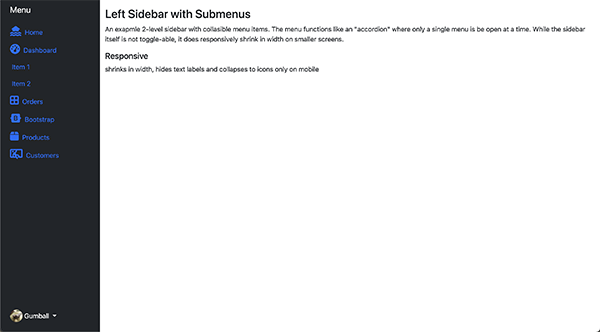 Menu
Home
Dashboard
Item 1
Item 2
Orders
Bootstrap
Products
Customers
Gumball
Left Sidebar with Submenus
An exapmle 2-level sidebar with collasible menu items. The menu functions like an "accordion" where only a single menu is be open at a time. While the sidebar
itself is not toggle-able, it does responsively shrink in width on smaller screens.
Responsive
shrinks in width, hides text labels and collapses to icons only on mobile